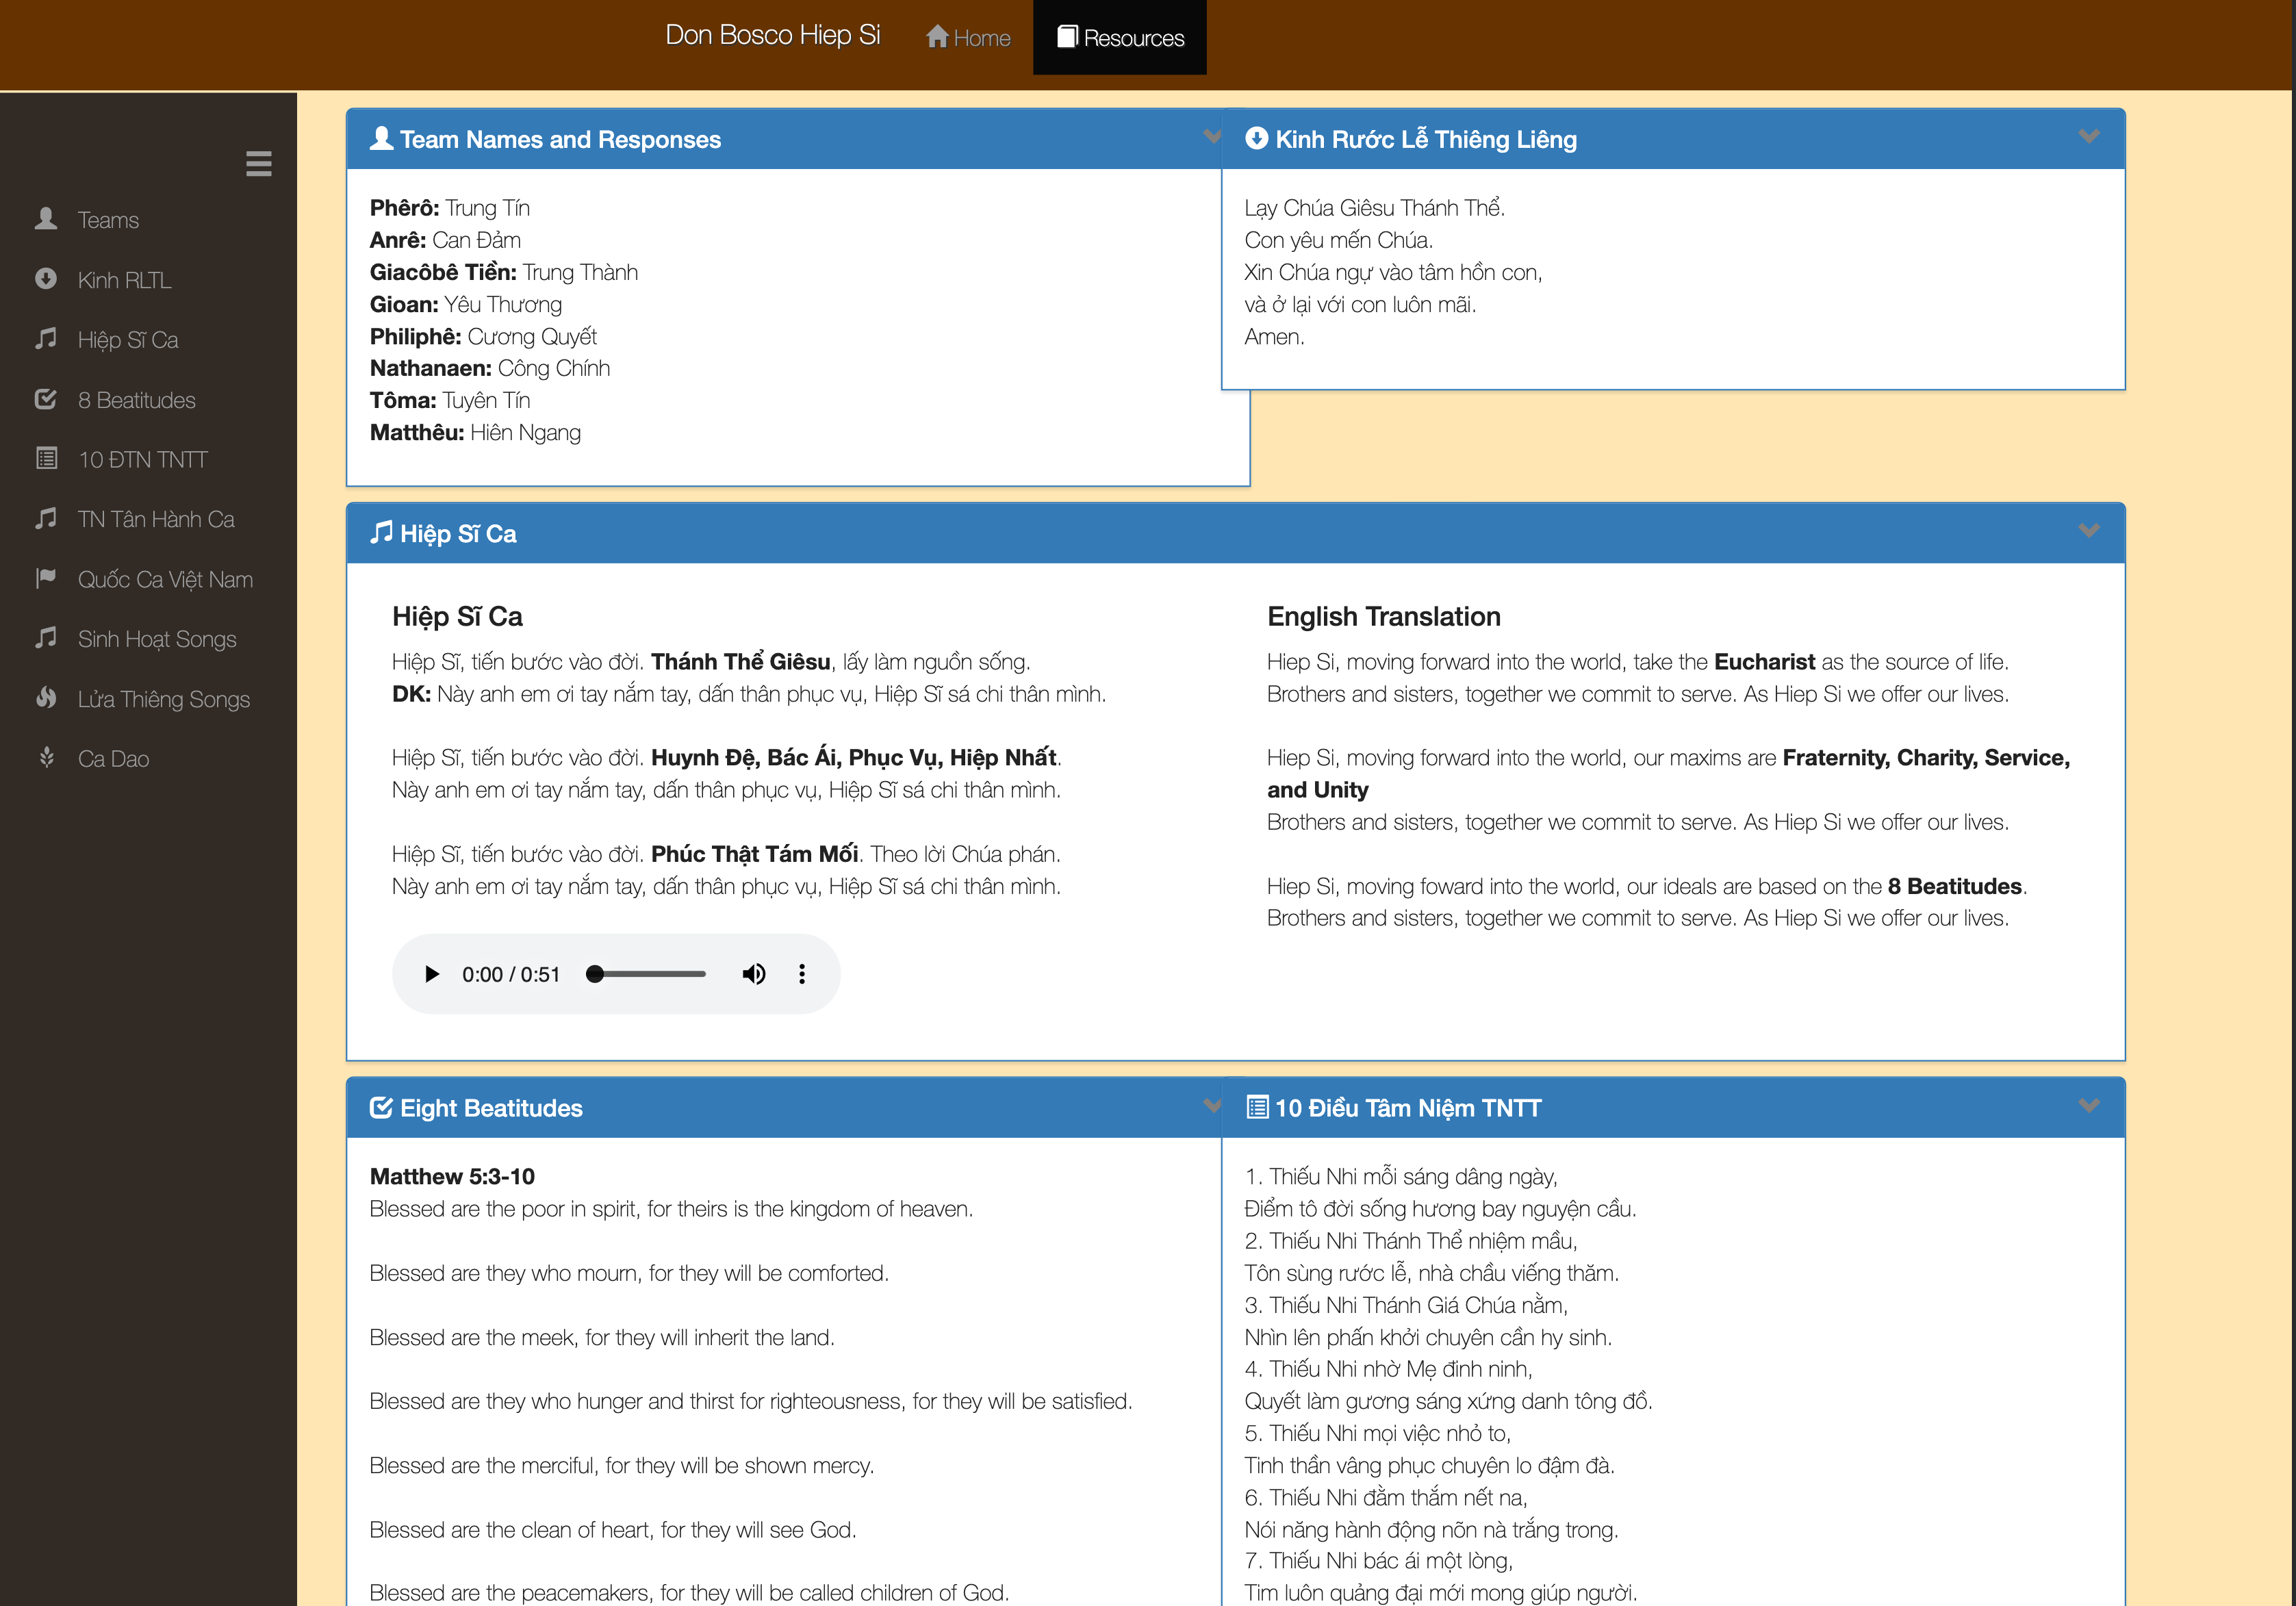 Don Bosco Hiep Si
Home
Resources
Teams
Kinh RLTL
Hiệp Sĩ Ca
8 Beatitudes
10 ĐTN TNTT
TN Tân Hành Ca
Quốc Ca Việt Nam
Sinh Hoạt Songs
Lửa Thiêng Songs
Ca Dao
Team Names and Responses
Phêrô: Trung Tín
Anrê: Can Đảm
Giacôbê Tiền: Trung Thành
Gioan: Yêu Thương
Philiphê: Cương Quyết
Nathanaen: Công Chính
Tôma: Tuyên Tín
Matthêu: Hiên Ngang
Kinh Rước Lễ Thiêng Liêng
Lạy Chúa Giêsu Thánh Thể.
Con yêu mến Chúa.
Xin Chúa ngự vào tâm hồn con,
và ở lại với con luôn mãi.
Amen.
Hiệp Sĩ Ca
Hiệp Sĩ Ca
Hiệp Sĩ, tiến bước vào đời. Thánh Thể Giêsu, lấy làm nguồn sống.
DK: Này anh em ơi tay nắm tay, dấn thân phục vụ, Hiệp Sĩ sá chi thân mình.
Hiệp Sĩ, tiến bước vào đời. Huynh Đệ, Bác Ái, Phục Vụ, Hiệp Nhất.
Này anh em ơi tay nắm tay, dấn thân phục vụ, Hiệp Sĩ sá chi thân mình.
Hiệp Sĩ, tiến bước vào đời. Phúc Thật Tám Mối. Theo lời Chúa phán.
Này anh em ơi tay nắm tay, dấn thân phục vụ, Hiệp Sĩ sá chi thân mình.
0:00 / 0:51
English Translation
Hiep Si, moving forward into the world, take the Eucharist as the source of life.
Brothers and sisters, together we commit to serve. As Hiep Si we offer our lives.
Hiep Si, moving forward into the world, our maxims are Fraternity, Charity, Service,
and Unity
Brothers and sisters, together we commit to serve. As Hiep Si we offer our lives.
Hiep Si, moving foward into the world, our ideals are based on the 8 Beatitudes.
Brothers and sisters, together we commit to serve. As Hiep Si we offer our lives.
Eight Beatitudes
Matthew 5:3-10
Blessed are the poor in spirit, for theirs is the kingdom of heaven.
Blessed are they who mourn, for they will be comforted.
Blessed are the meek, for they will inherit the land.
Blessed are they who hunger and thirst for righteousness, for they will be satisfied.
Blessed are the merciful, for they will be shown mercy.
Blessed are the clean of heart, for they will see God.
Blessed are the peacemakers, for they will be called children of God.
10 Điều Tâm Niệm TNTT
1. Thiếu Nhi mỗi sáng dâng ngày,
Điểm tô đời sống hương bay nguyện cầu.
2. Thiếu Nhi Thánh Thể nhiệm mầu,
Tôn sùng rước lễ, nhà chầu viếng thăm.
3. Thiếu Nhi Thánh Giá Chúa nằm,
Nhìn lên phấn khởi chuyên cần hy sinh.
4. Thiếu Nhi nhờ Mẹ đinh ninh,
Quyết làm gương sáng xứng danh tông đồ.
5. Thiếu Nhi mọi việc nhỏ to,
Tinh thần vâng phục chuyên lo đậm đà.
6. Thiếu Nhi đằm thắm nết na,
Nói năng hành động nõn nà trắng trong.
7. Thiếu Nhi bác ái một lòng,
Tim luôn quảng đại mới mong giúp người.